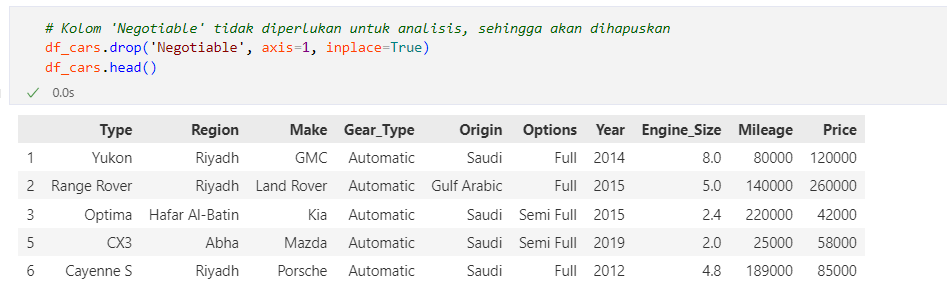 # Kolom 'Negotiable' tidak diperlukan untuk analisis, sehingga akan dihapuskan
df_cars.drop('Negotiable', axis=1, inplace=True)
df_cars.head()
✓ 0.0s
Type Region Make Gear_Type Origin Options Year Engine_Size Mileage Price
1 Yukon Riyadh GMC Automatic Saudi Full 2014 8.0 80000 120000
2 Range Rover Riyadh Land Rover Automatic Gulf Arabic Full 2015 5.0 140000 260000
3 Optima Hafar Al-Batin Kia Automatic Saudi Semi Full 2015 2.4 220000 42000
5 CX3 Abha Mazda Automatic Saudi Semi Full 2019 2.0 25000 58000
6 Cayenne S Riyadh Porsche Automatic Saudi Full 2012 4.8 189000 85000